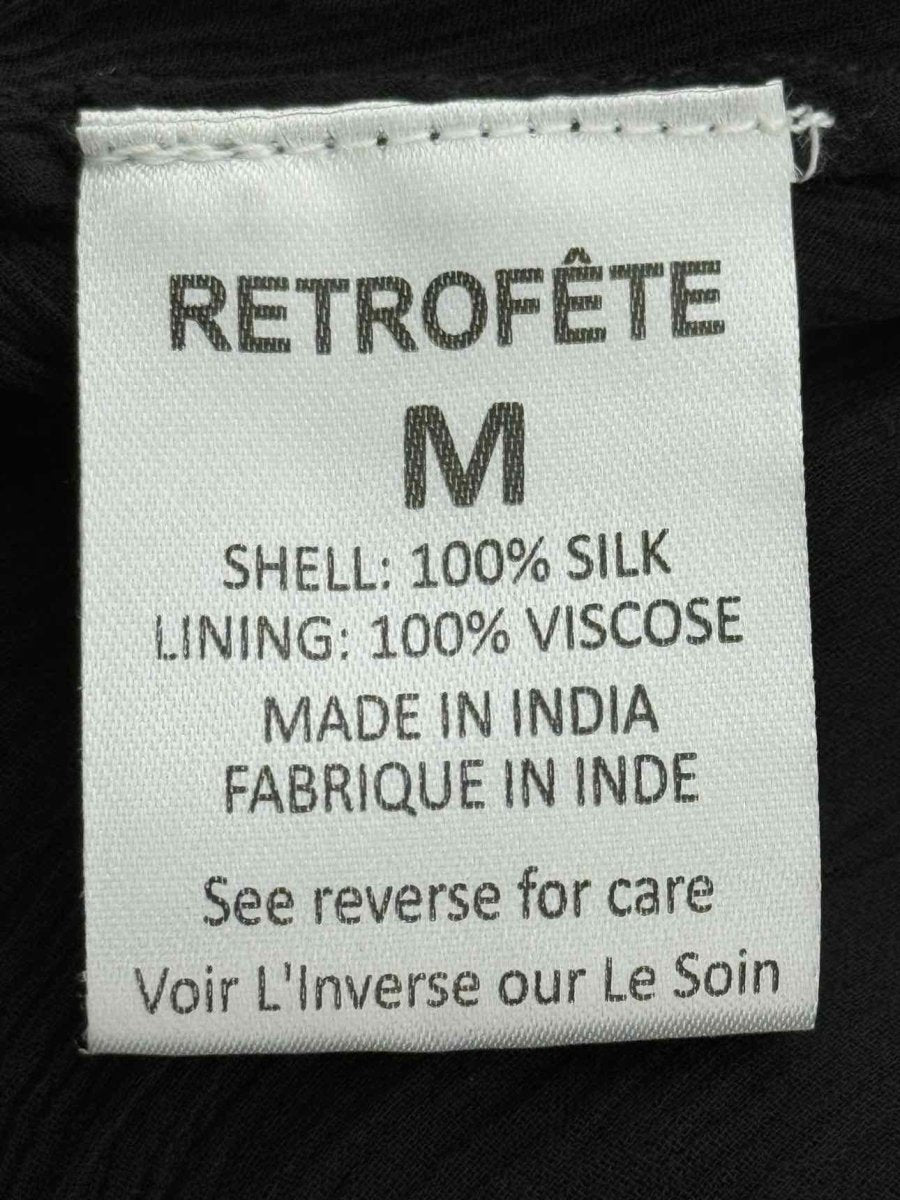 RETROFÊTE
M
SHELL: 100% SILK
LINING: 100% VISCOSE
MADE IN INDIA
FABRIQUE IN INDE
See reverse for care
Voir L'Inverse our Le Soin